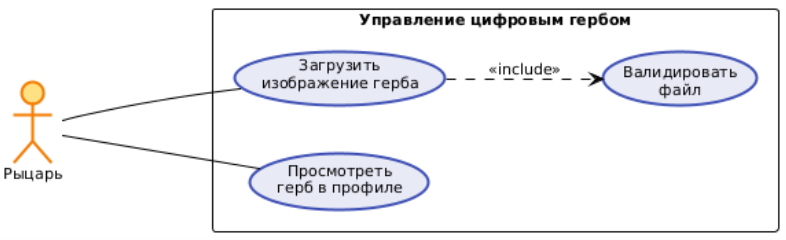 Управление цифровым гербом
Загрузить
изображение герба
«include»
Валидировать
файл
Рыцарь
Просмотреть
герб в профиле